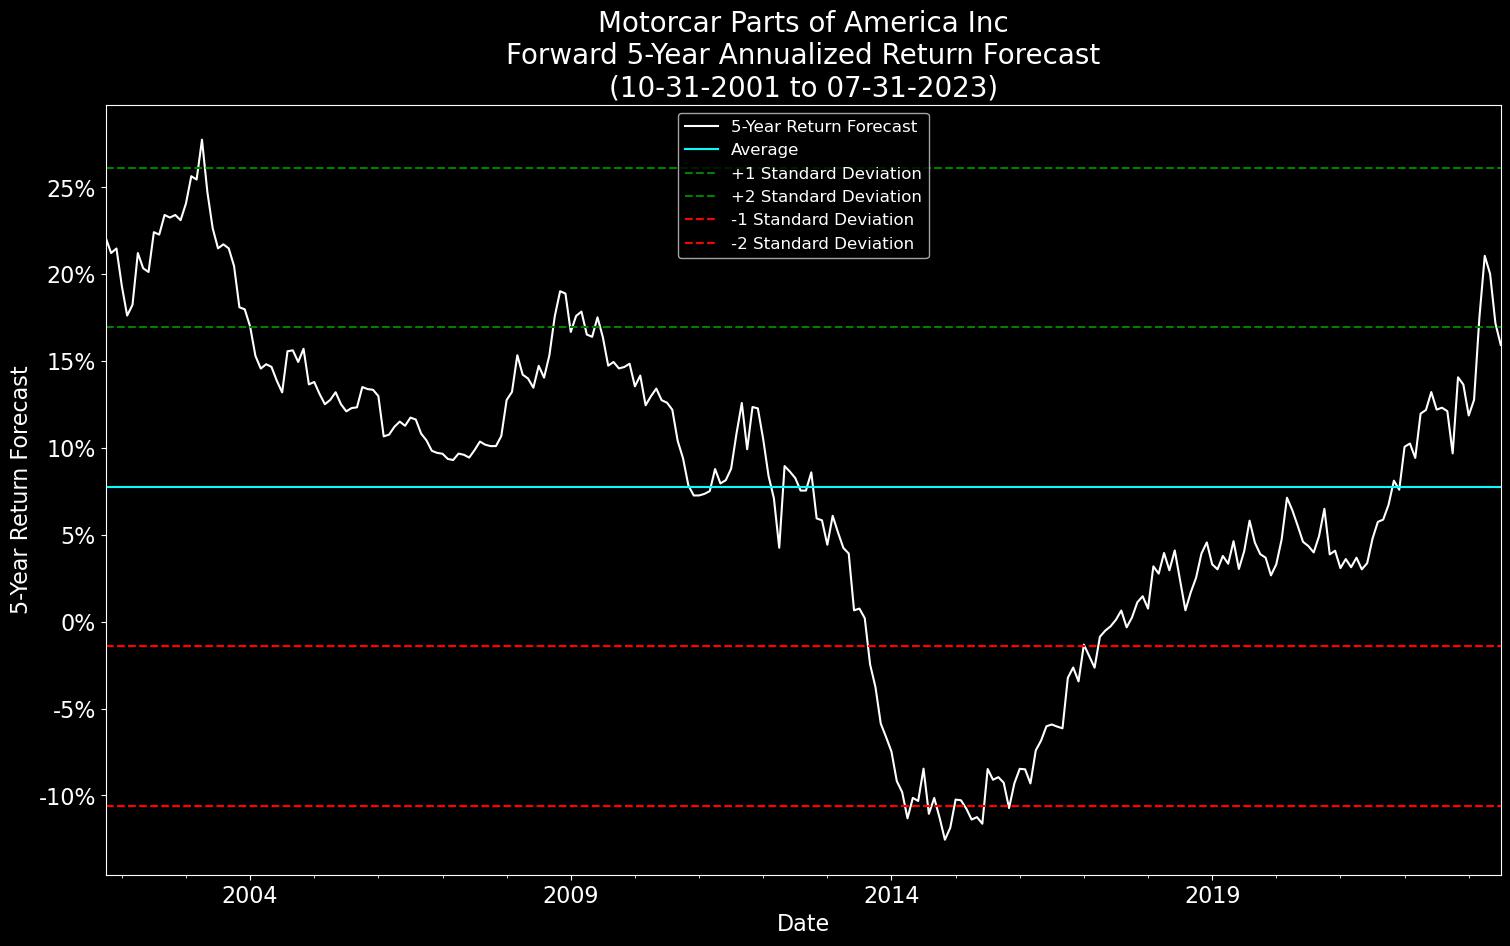 Motorcar Parts of America Inc
Forward 5-Year Annualized Return Forecast
(10-31-2001 to 07-31-2023)
5-Year Return Forecast
Average
+1 Standard Deviation
+2 Standard Deviation
-1 Standard Deviation
-2 Standard Deviation
5-Year Return Forecast
25%
20%
15%
10%
5%
0%
-5%
-10%
2004
2009
2014
2019
Date